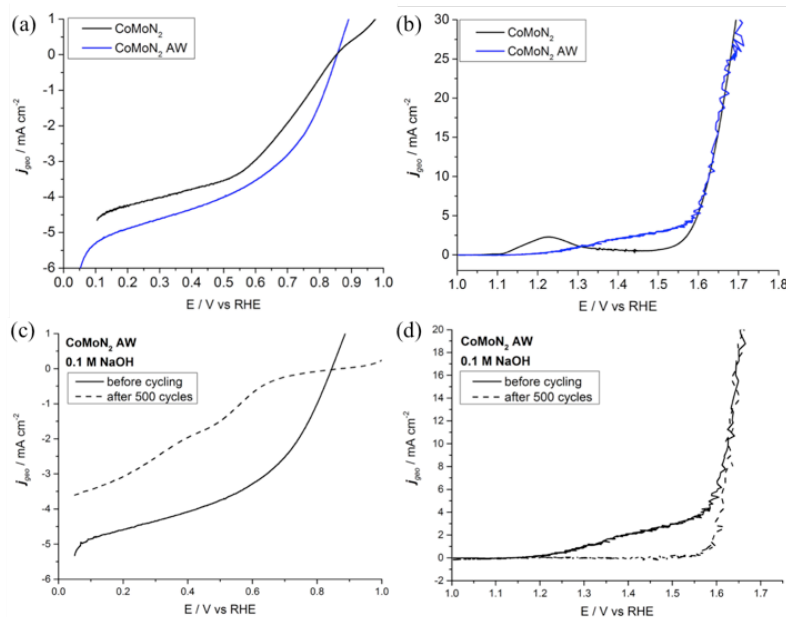 (a)
CoMoN₂
CoMoN₂ AW
j_geo / mA cm⁻²
1
0
-1
-2
-3
-4
-5
-6
0.0 0.1 0.2 0.3 0.4 0.5 0.6 0.7 0.8 0.9 1.0
E / V vs RHE
(b)
CoMoN₂
CoMoN₂ AW
j_geo / mA cm⁻²
30
25
20
15
10
5
0
1.0 1.1 1.2 1.3 1.4 1.5 1.6 1.7 1.8
E / V vs RHE
(c)
CoMoN₂ AW
0.1 M NaOH
before cycling
after 500 cycles
j_geo / mA cm⁻²
1
0
-1
-2
-3
-4
-5
-6
0.0 0.2 0.4 0.6 0.8 1.0
E / V vs RHE
(d)
CoMoN₂ AW
0.1 M NaOH
before cycling
after 500 cycles
j_geo / mA cm⁻²
20
18
16
14
12
10
8
6
4
2
0
-2
1.0 1.1 1.2 1.3 1.4 1.5 1.6 1.7
E / V vs RHE